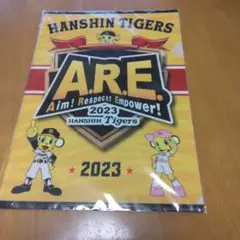 HANSHIN TIGERS
A.R.E.
Aim! Respect! Empower!
2023
HANSHIN Tigers
★ 2023 ★